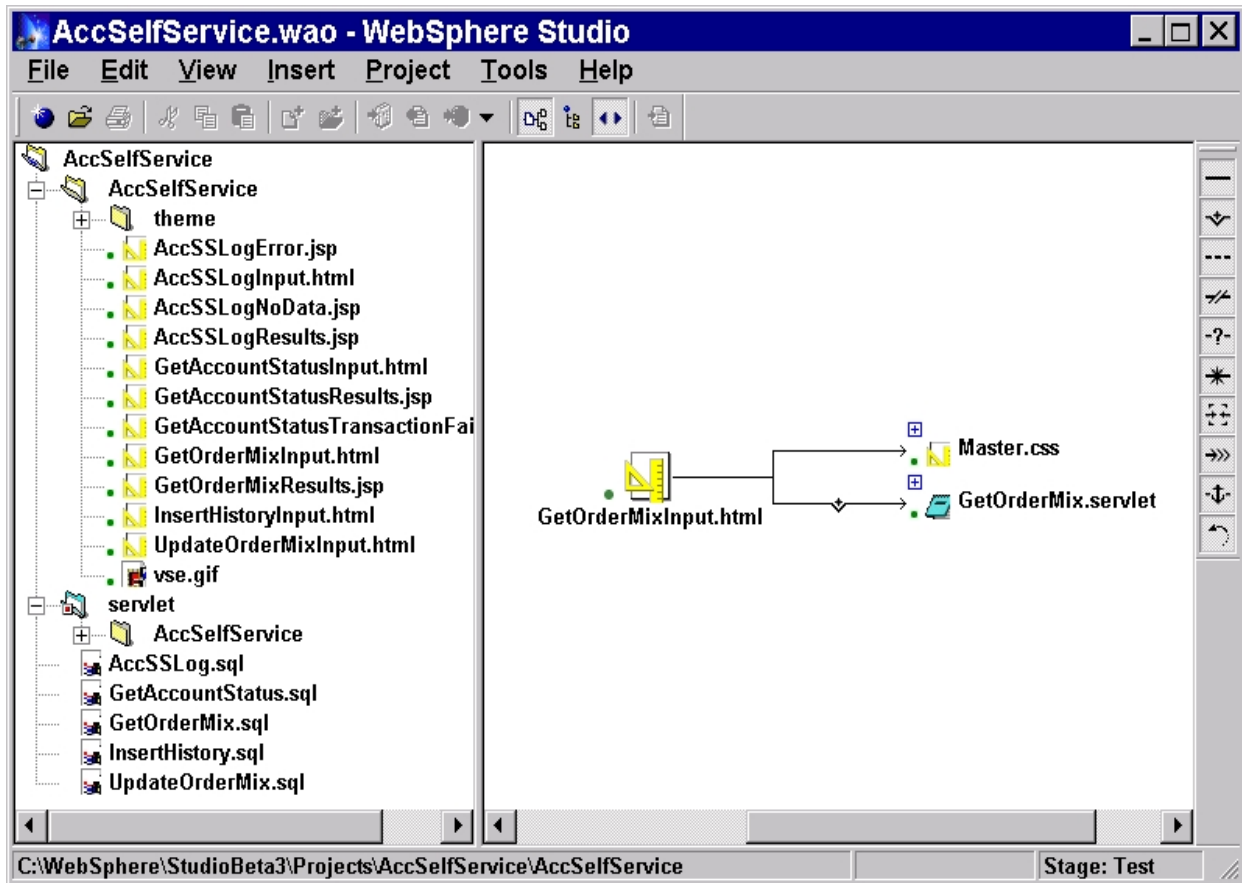 AccSelfService.wao - WebSphere Studio
File Edit View Insert Project Tools Help
AccSelfService
AccSelfService
theme
AccSSLogError.jsp
AccSSLogInput.html
AccSSLogNoData.jsp
AccSSLogResults.jsp
GetAccountStatusInput.html
GetAccountStatusResults.jsp
GetAccountStatusTransactionFai
GetOrderMixInput.html
GetOrderMixResults.jsp
InsertHistoryInput.html
UpdateOrderMixInput.html
vse.gif
servlet
AccSelfService
AccSSLog.sql
GetAccountStatus.sql
GetOrderMix.sql
InsertHistory.sql
UpdateOrderMix.sql
Master.css
GetOrderMix.servlet
GetOrderMixInput.html
C:\WebSphere\StudioBeta3\Projects\AccSelfService\AccSelfService
Stage: Test